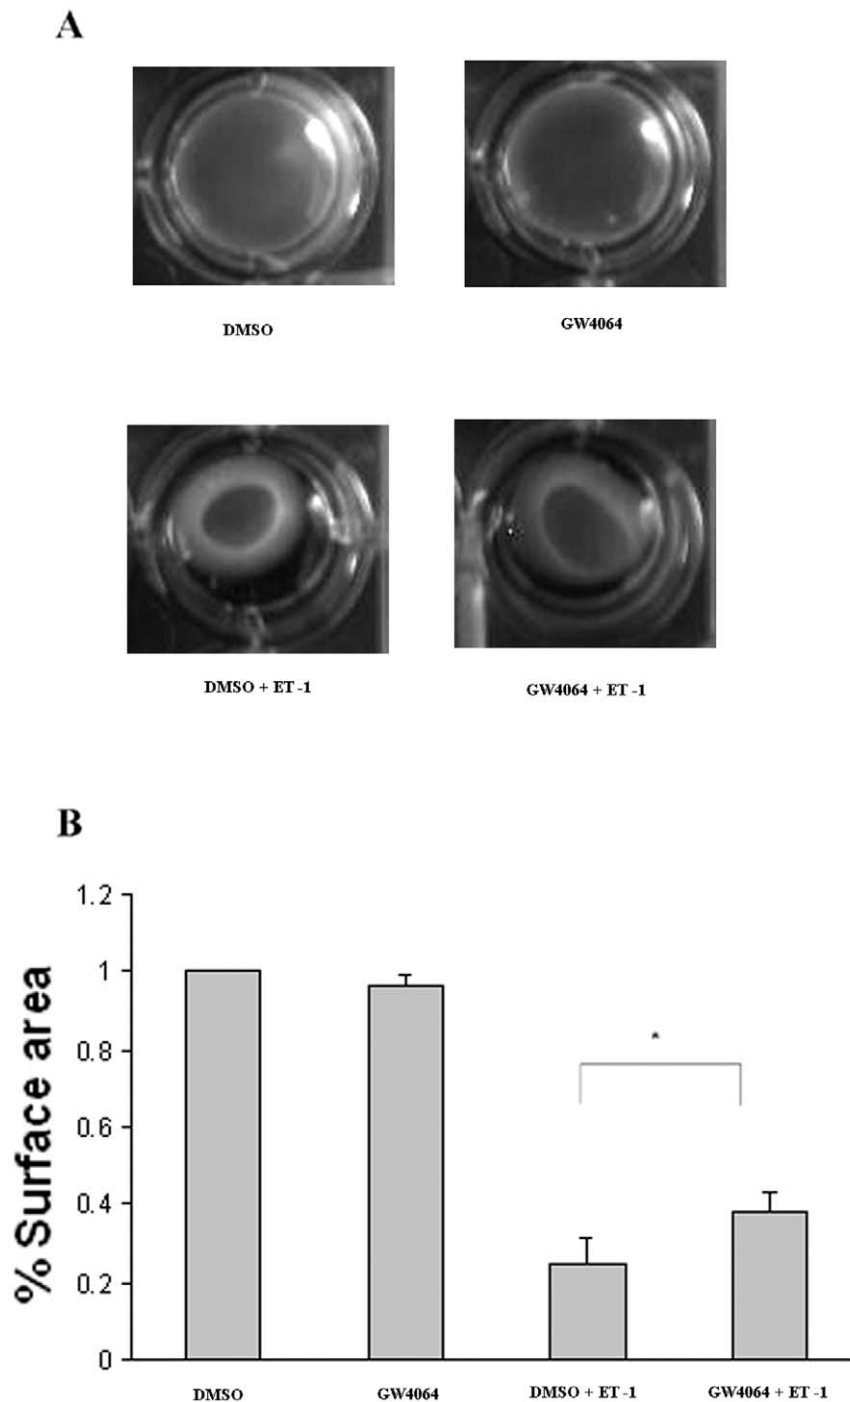 A
DMSO
GW4064
DMSO + ET -1
GW4064 + ET -1
B
% Surface area
1.2
1
0.8
0.6
0.4
0.2
0
*
DMSO
GW4064
DMSO + ET -1
GW4064 + ET -1